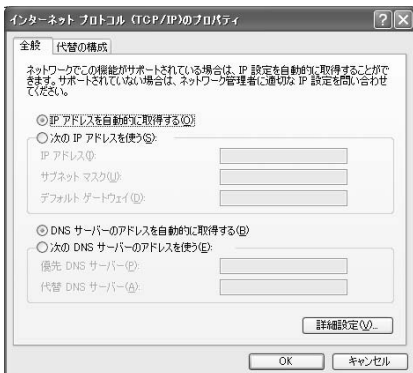 インターネット プロトコル (TCP/IP)のプロパティ
全般
代替の構成
ネットワークでこの機能がサポートされている場合は、IP 設定を自動的に取得することがで
きます。サポートされていない場合は、ネットワーク管理者に適切な IP 設定を問い合わせ
てください。
IP アドレスを自動的に取得する(O)
次の IP アドレスを使う(S):
IP アドレス(I):
サブネット マスク(U):
デフォルト ゲートウェイ(D):
DNS サーバーのアドレスを自動的に取得する(B)
次の DNS サーバーのアドレスを使う(E):
優先 DNS サーバー(P):
代替 DNS サーバー(A):
詳細設定(V)...
OK
キャンセル